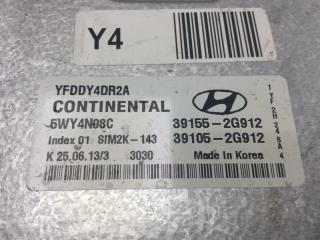 Y4
YFDDY4DR2A
CONTINENTAL
5WY4N08C 39155-2G912
Index 01 SIM2K-143 39105-2G912
K 25.06.13/3 3030 Made in Korea